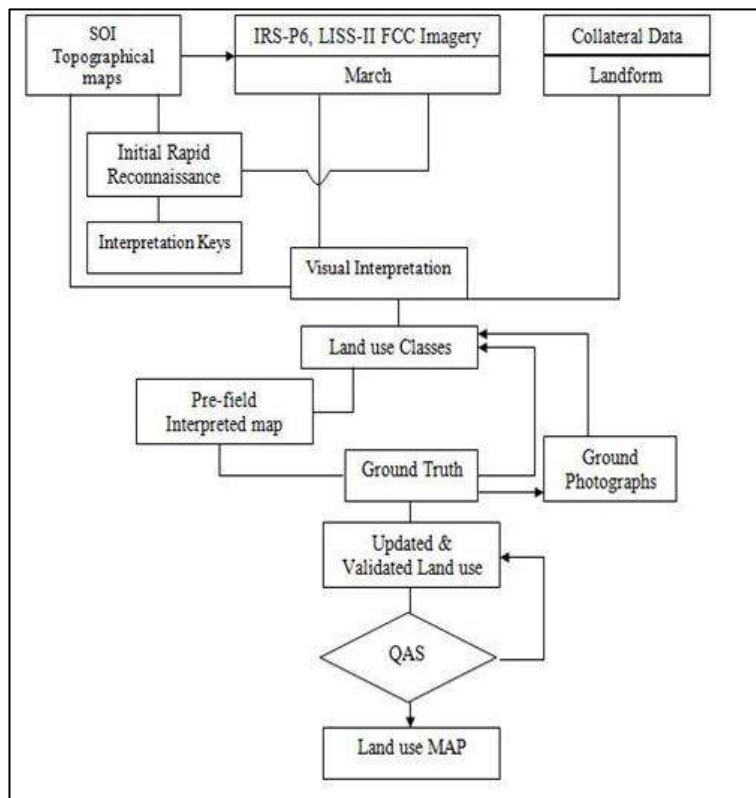 SOI
Topographical
maps
IRS-P6, LISS-II FCC Imagery
March
Collateral Data
Landform
Initial Rapid
Reconnaissance
Interpretation Keys
Visual Interpretation
Land use Classes
Pre-field
Interpreted map
Ground Truth
Ground
Photographs
Updated &
Validated Land use
QAS
Land use MAP